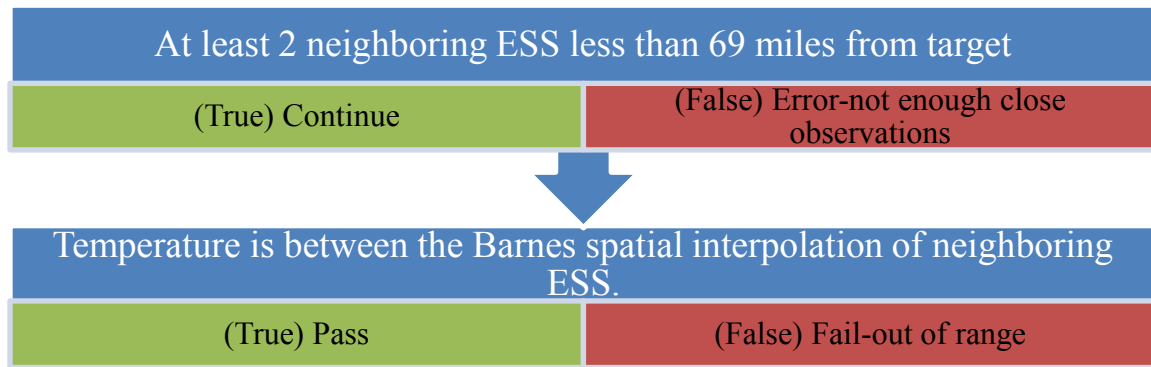 At least 2 neighboring ESS less than 69 miles from target
(True) Continue
(False) Error-not enough close
observations
Temperature is between the Barnes spatial interpolation of neighboring
ESS.
(True) Pass
(False) Fail-out of range